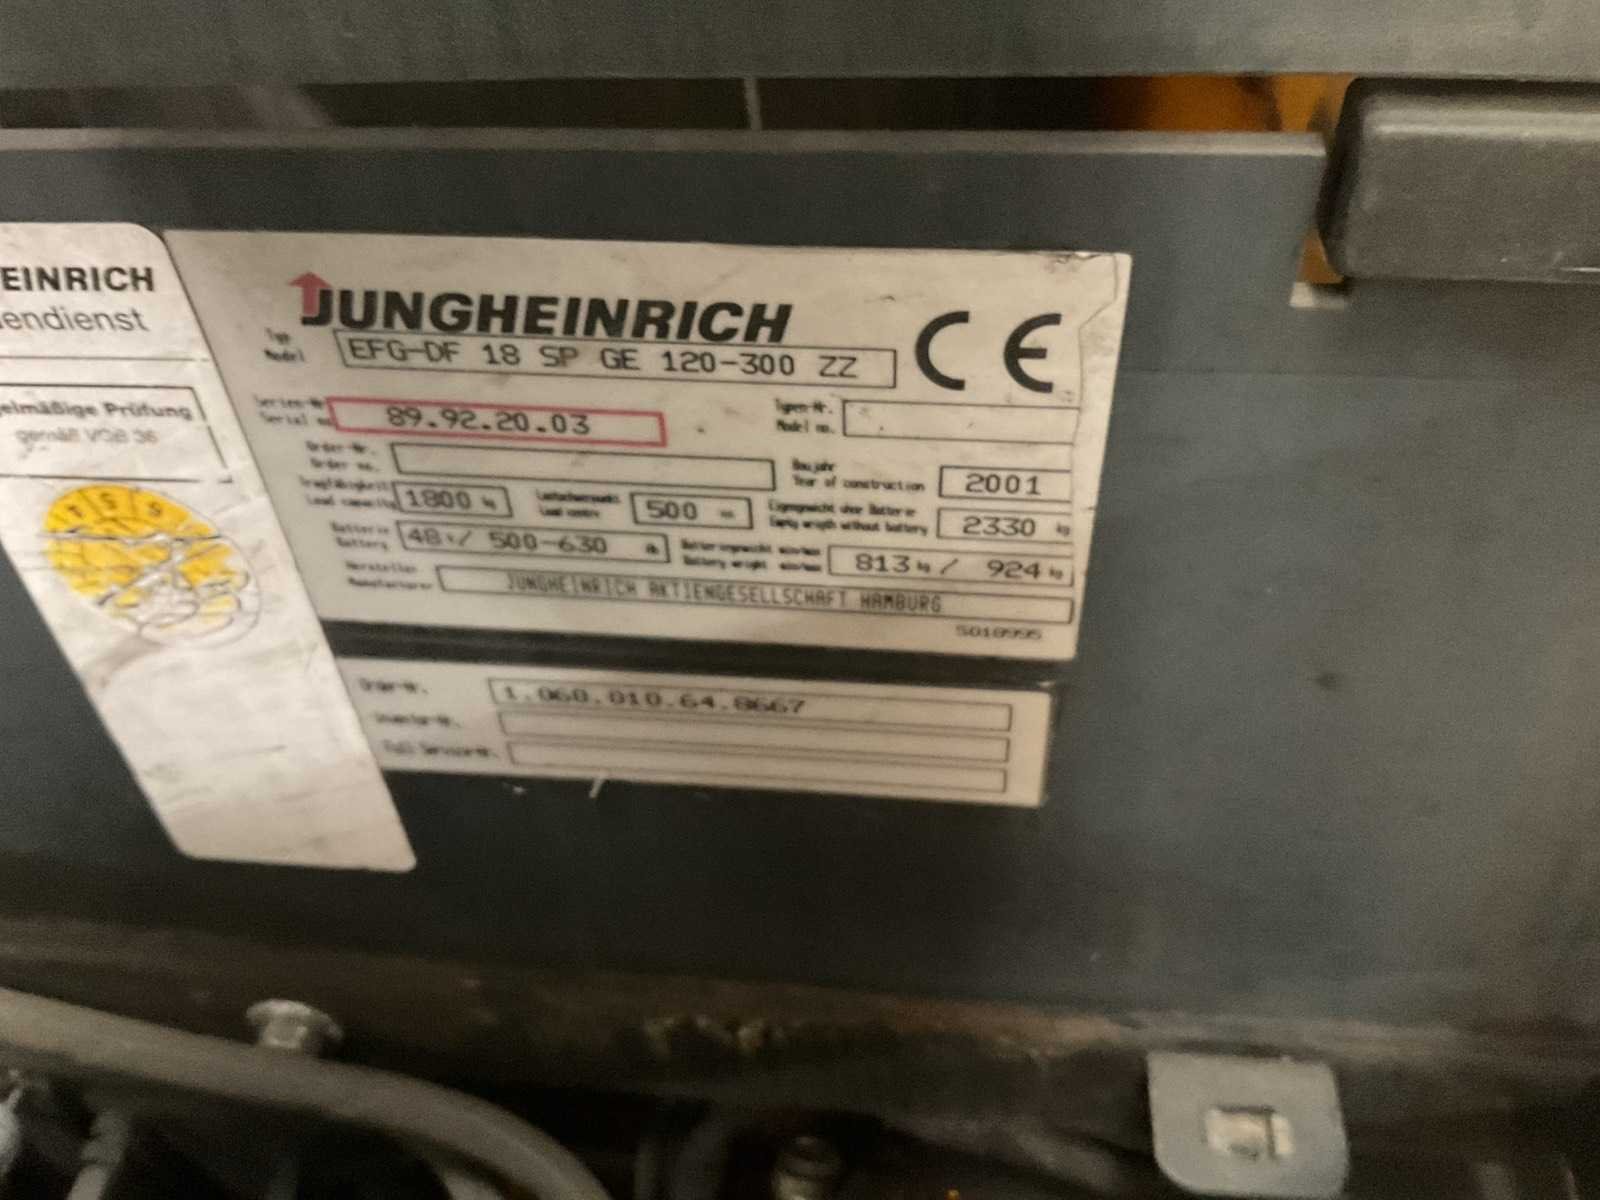 EINRICH
endienst
elmäßige Prüfung
gemäß VGB 36
JUNGHEINRICH
CE
Typ
Model
EFG-DF 18 SP GE 120-300 ZZ
Serien-Nr
Serial no
89.92.20.03
Typen-Nr.
Model no.
Order-Nr.
Order no.
Baujahr
Year of construction
2001
Tragfähigkeit
Load capacity
1800 kg
Lastschwerpunkt
Load centre
500
Eigengewicht ohne Batterie
Empty weight without battery
2330 kg
Batterie
Battery
48 V/ 500-630
Batteriegewicht min/max
Battery weight min/max
813 kg / 924 kg
Hersteller
Manufacturer
JUNGHEINRICH AKTIENGESELLSCHAFT HAMBURG
5018995
Order-Nr.
1.060.010.64.8667
Inventar-Nr.
Full Service-Nr.